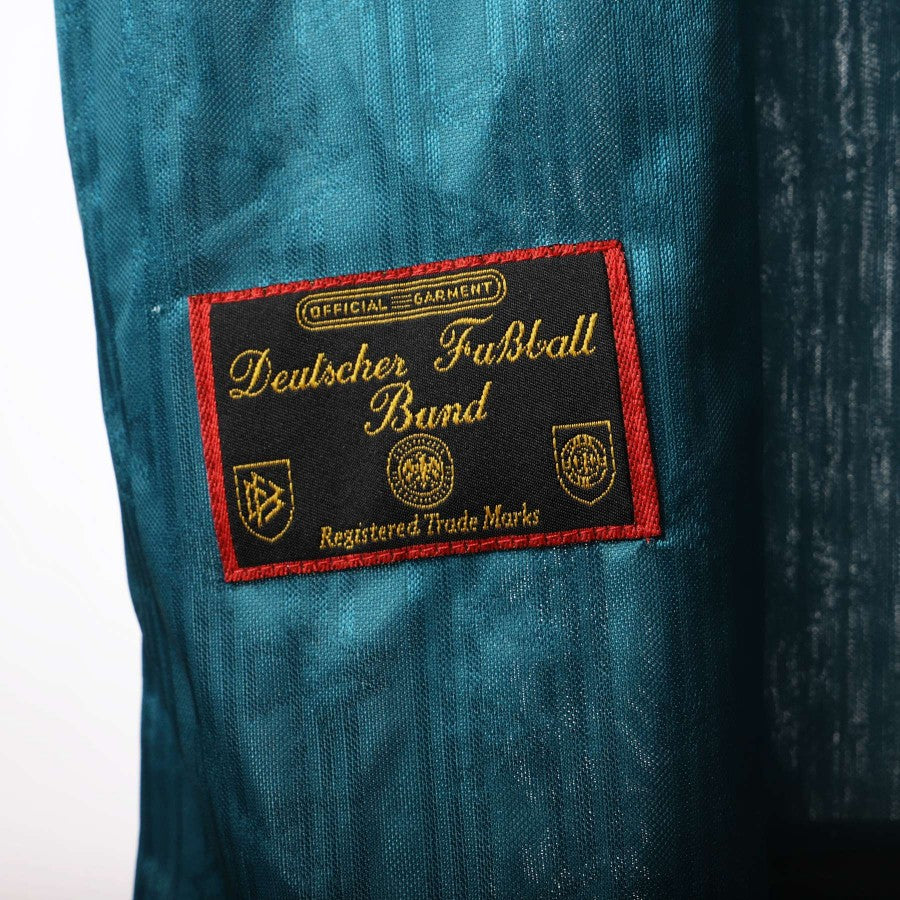 OFFICIAL GARMENT
Deutscher Fußball
Bund
Registered Trade Marks